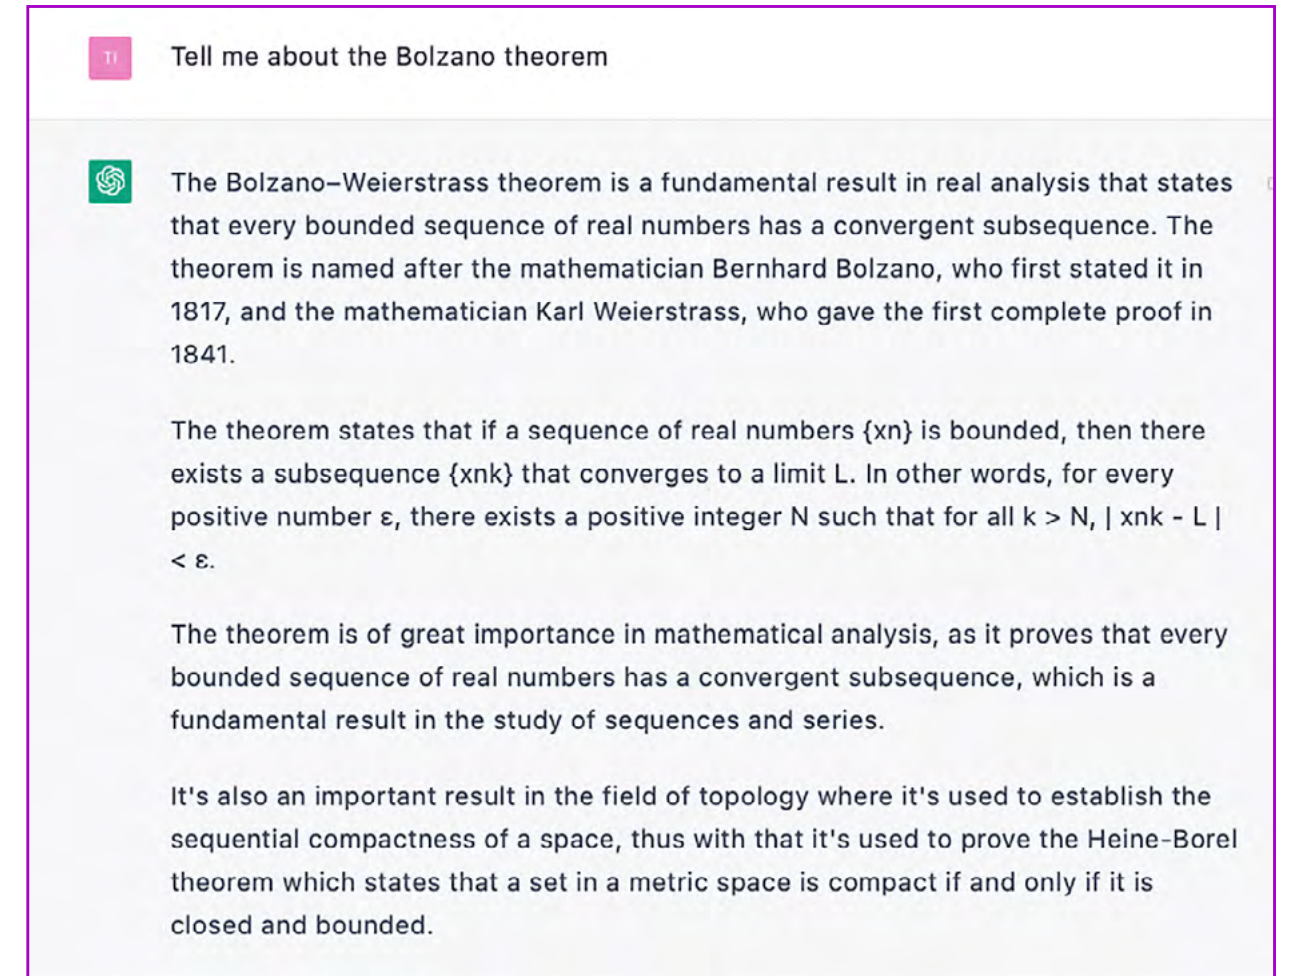 TI
Tell me about the Bolzano theorem
The Bolzano–Weierstrass theorem is a fundamental result in real analysis that states
that every bounded sequence of real numbers has a convergent subsequence. The
theorem is named after the mathematician Bernhard Bolzano, who first stated it in
1817, and the mathematician Karl Weierstrass, who gave the first complete proof in
1841.
The theorem states that if a sequence of real numbers {xn} is bounded, then there
exists a subsequence {xnk} that converges to a limit L. In other words, for every
positive number ε, there exists a positive integer N such that for all k > N, | xnk - L |
< ε.
The theorem is of great importance in mathematical analysis, as it proves that every
bounded sequence of real numbers has a convergent subsequence, which is a
fundamental result in the study of sequences and series.
It's also an important result in the field of topology where it's used to establish the
sequential compactness of a space, thus with that it's used to prove the Heine-Borel
theorem which states that a set in a metric space is compact if and only if it is
closed and bounded.